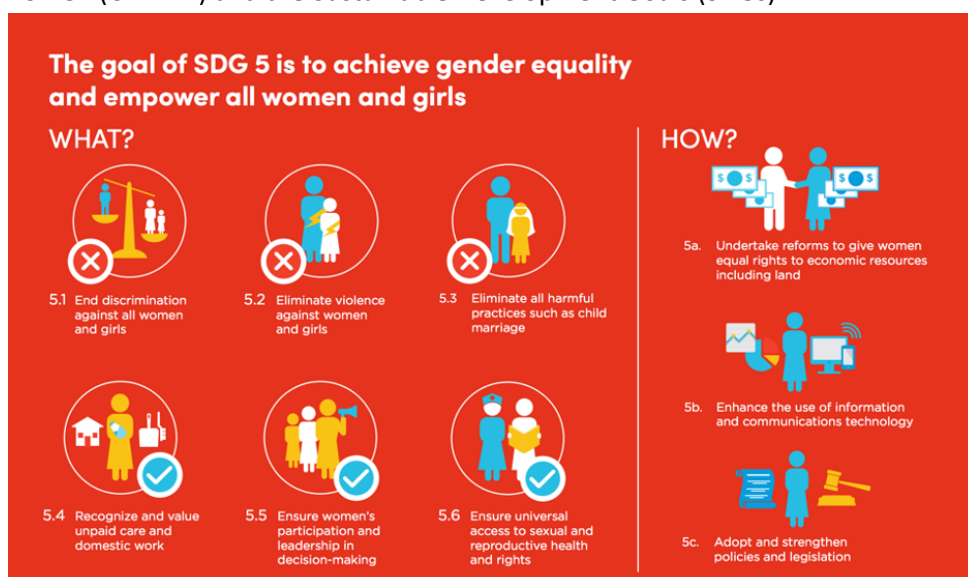 The goal of SDG 5 is to achieve gender equality
and empower all women and girls
WHAT?
5.1 End discrimination
against all women
and girls
5.2 Eliminate violence
against women
and girls
5.3 Eliminate all harmful
practices such as child
marriage
5.4 Recognize and value
unpaid care and
domestic work
5.5 Ensure women's
participation and
leadership in
decision-making
5.6 Ensure universal
access to sexual and
reproductive health
and rights
HOW?
$ $
$ $
5a. Undertake reforms to give women
equal rights to economic resources
including land
5b. Enhance the use of information
and communications technology
5c. Adopt and strengthen
policies and legislation